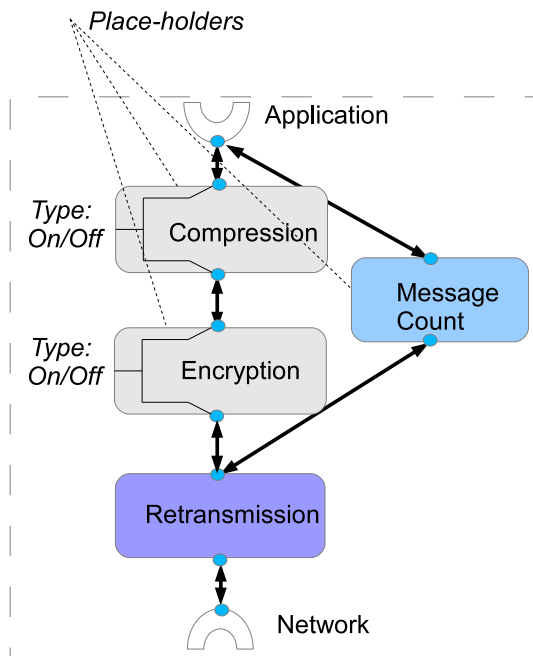 Place-holders
Application
Type:
On/Off
Compression
Message
Count
Type:
On/Off
Encryption
Retransmission
Network